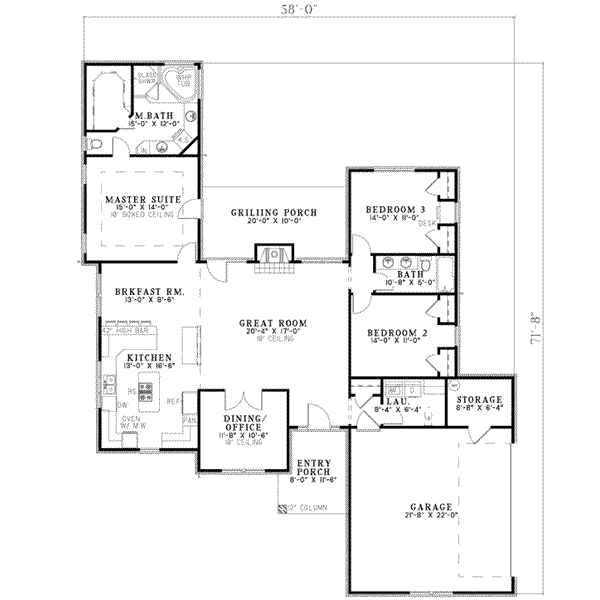 58'-0"
GLASS
SHWR
WHP
TUB
M.BATH
15'-0" X 12'-0"
K.S.
LIN
MASTER SUITE
15'-0" X 14'-0"
10' BOXED CEILING
GRILLING PORCH
20'-0" X 10'-0"
BEDROOM 3
14'-0" X 11'-0"
DESK
BATH
10'-8" X 5'-0"
BRKFAST RM.
13'-0" X 8'-6"
GREAT ROOM
20'-4" X 17'-0"
10' CEILING
BEDROOM 2
14'-0" X 11'-0"
71'-8"
42" HIGH BAR
KITCHEN
13'-0" X 16'-6"
DW
REF
PAN
OVEN
W/ M.W.
DINING/
OFFICE
11'-8" X 10'-6"
10' CEILING
LAU.
8'-4" X 6'-4"
STORAGE
8'-8" X 6'-4"
ENTRY
PORCH
8'-0" X 11'-6"
12" COLUMN
GARAGE
21'-8" X 22'-0"